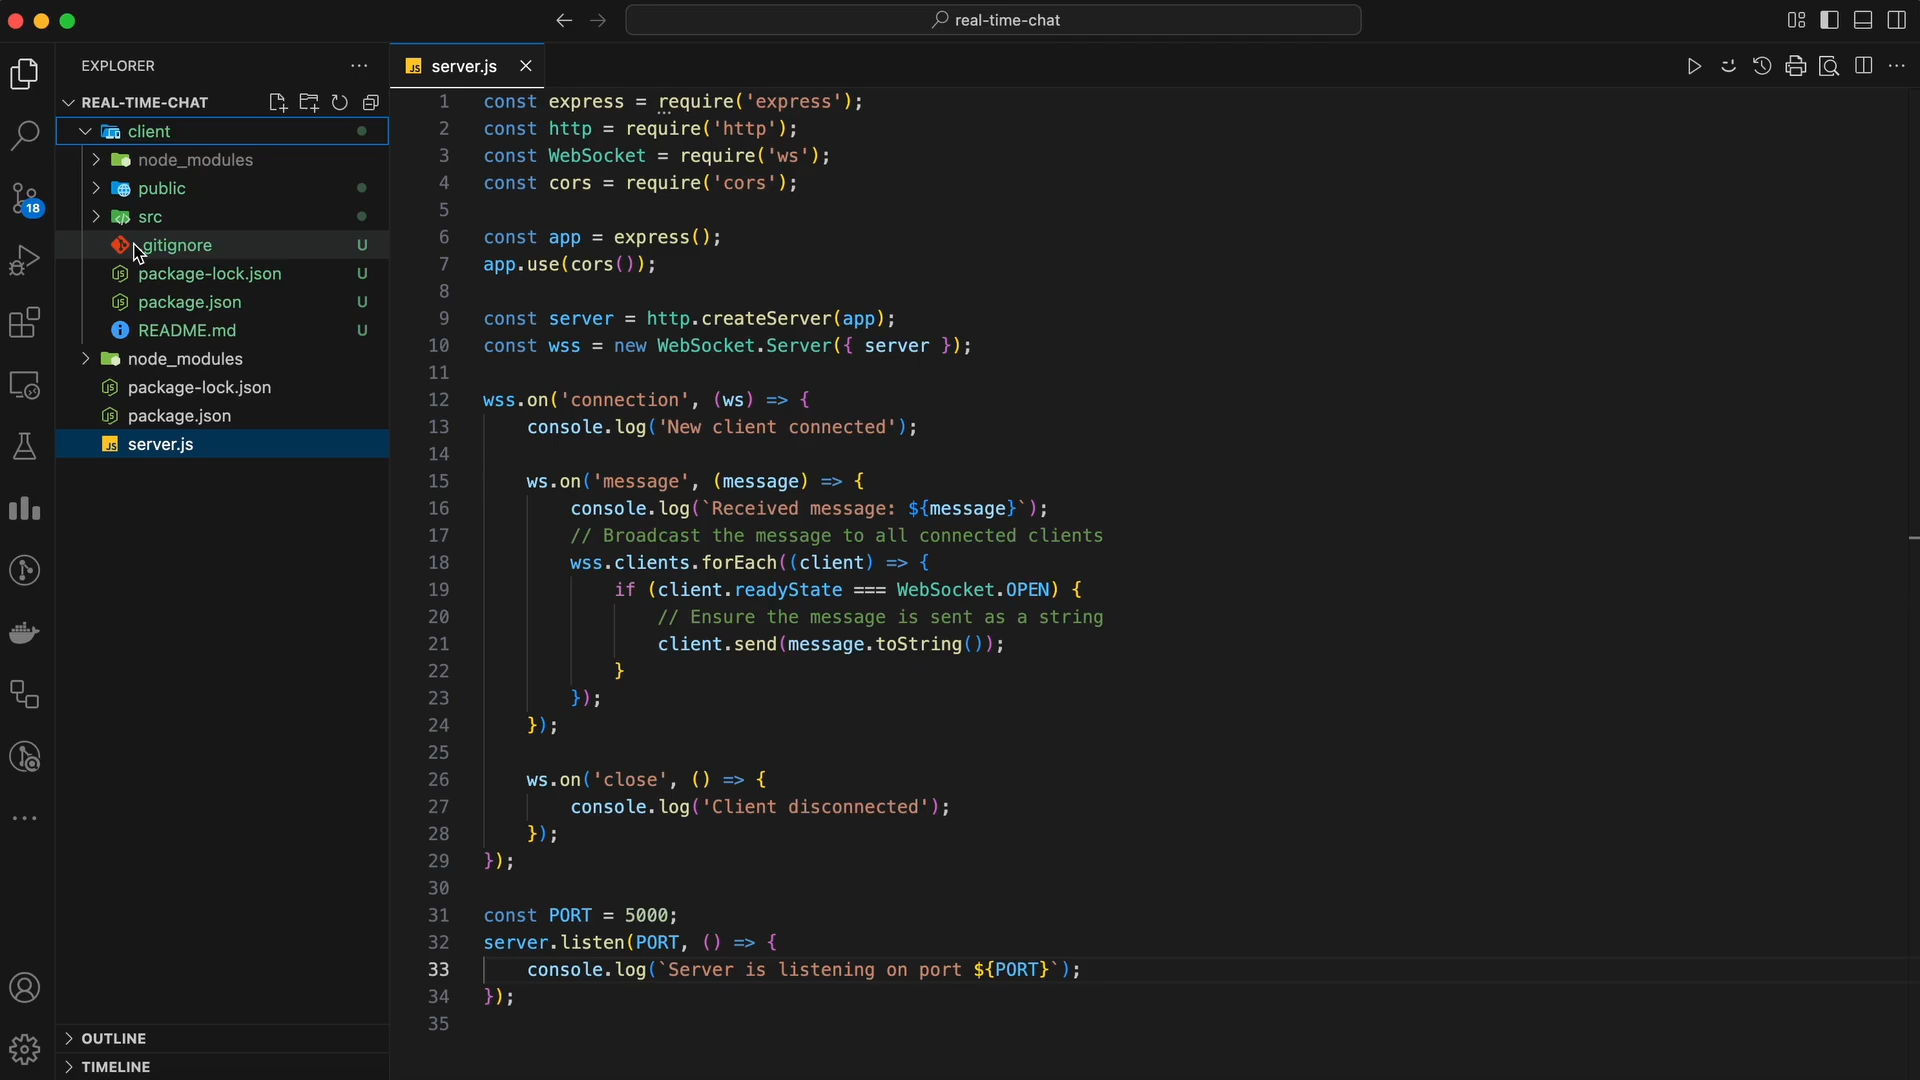 real-time-chat
EXPLORER
REAL-TIME-CHAT
client
node_modules
public
src
.gitignore U
package-lock.json U
package.json U
README.md U
node_modules
package-lock.json
package.json
server.js
18
OUTLINE
TIMELINE
server.js
1 const express = require('express');
2 const http = require('http');
3 const WebSocket = require('ws');
4 const cors = require('cors');
5
6 const app = express();
7 app.use(cors());
8
9 const server = http.createServer(app);
10 const wss = new WebSocket.Server({ server });
11
12 wss.on('connection', (ws) => {
13 console.log('New client connected');
14
15 ws.on('message', (message) => {
16 console.log(`Received message: ${message}`);
17 // Broadcast the message to all connected clients
18 wss.clients.forEach((client) => {
19 if (client.readyState === WebSocket.OPEN) {
20 // Ensure the message is sent as a string
21 client.send(message.toString());
22 }
23 });
24 });
25
26 ws.on('close', () => {
27 console.log('Client disconnected');
28 });
29 });
30
31 const PORT = 5000;
32 server.listen(PORT, () => {
33 console.log(`Server is listening on port ${PORT}`);
34 });
35